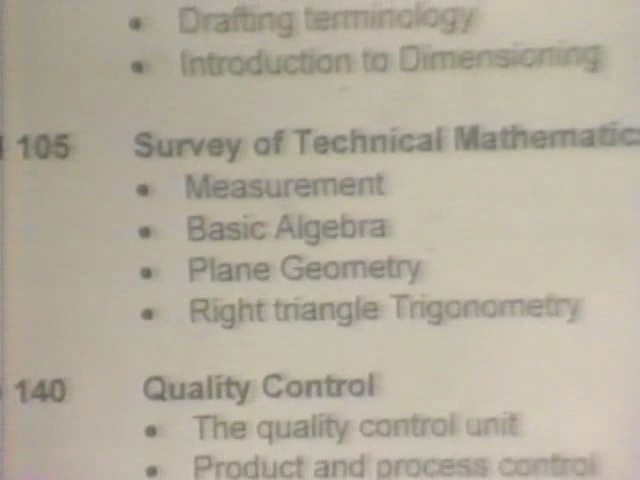 • Drafting terminology
• Introduction to Dimensioning
105 Survey of Technical Mathematic
• Measurement
• Basic Algebra
• Plane Geometry
• Right triangle Trigonometry
140 Quality Control
• The quality control unit
• Product and process control